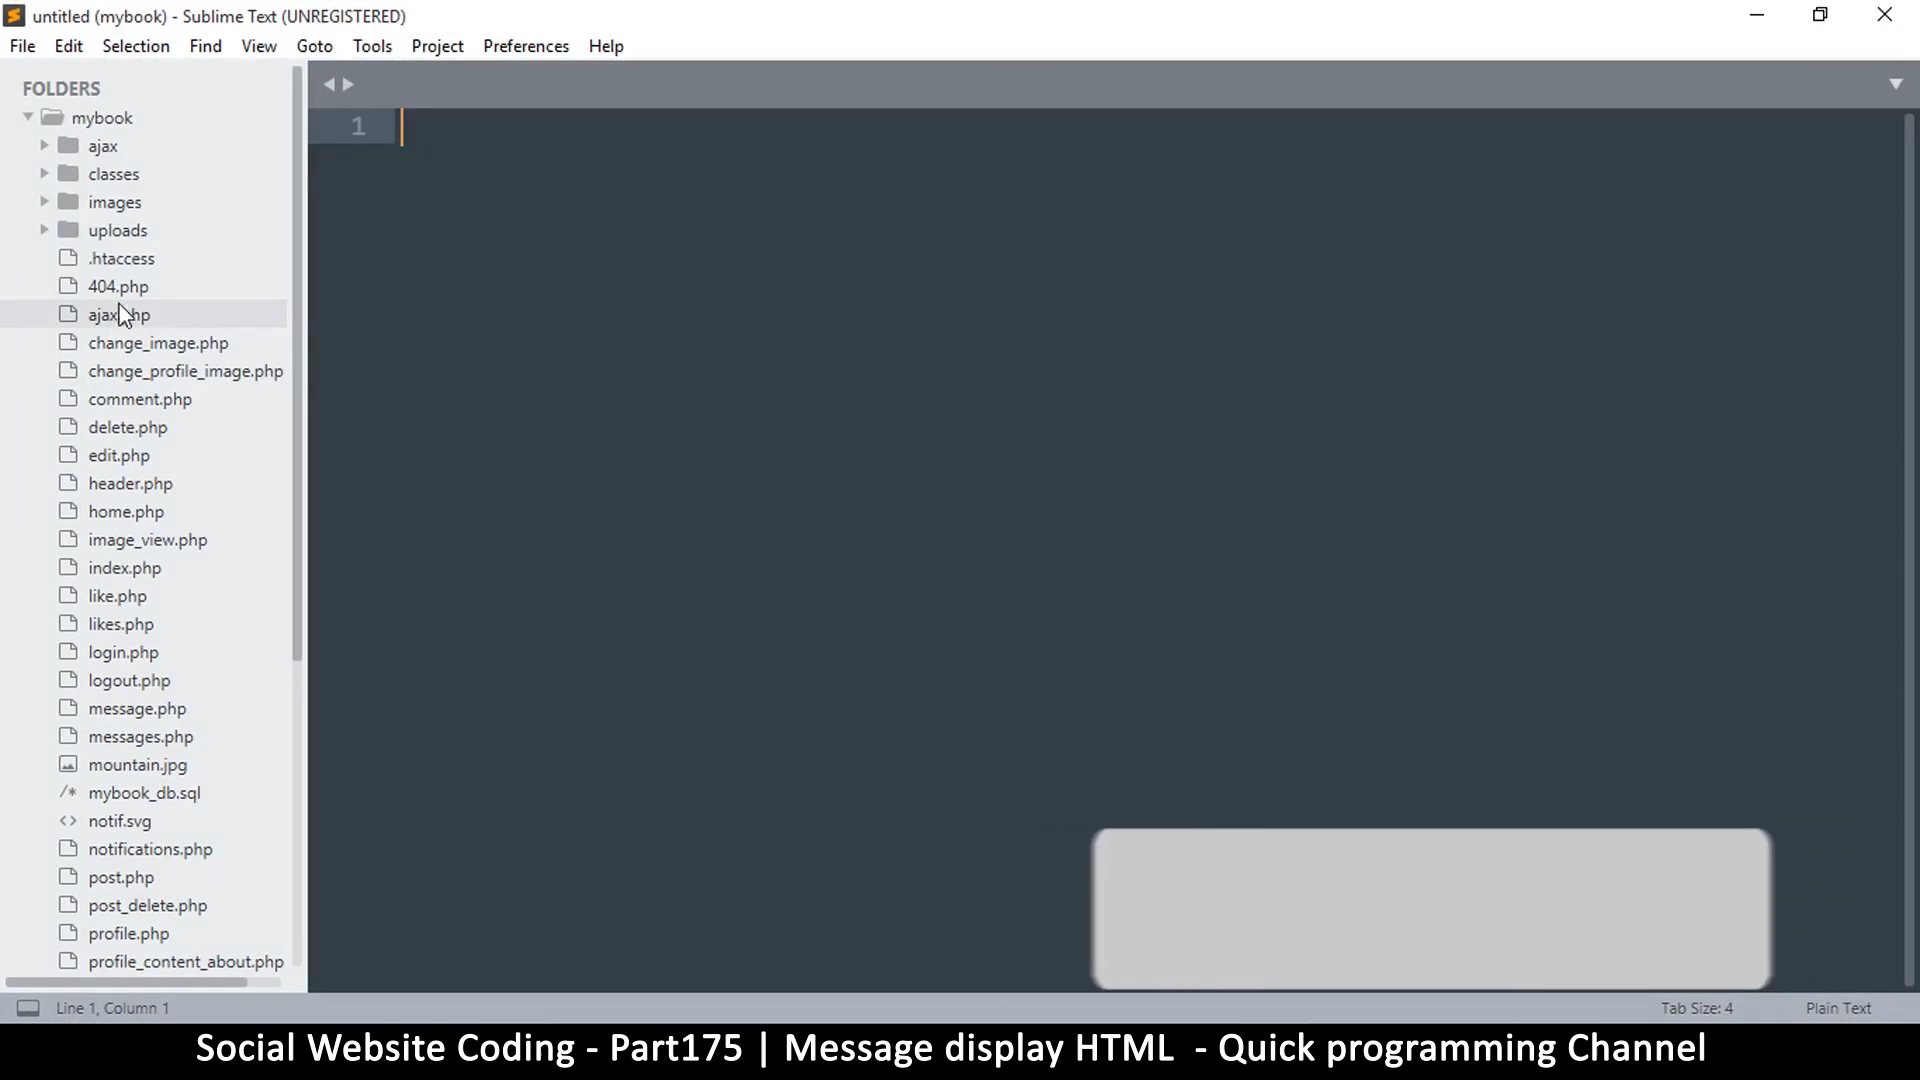 untitled (mybook) - Sublime Text (UNREGISTERED)
File Edit Selection Find View Goto Tools Project Preferences Help
FOLDERS
mybook
ajax
classes
images
uploads
.htaccess
404.php
ajax.php
change_image.php
change_profile_image.php
comment.php
delete.php
edit.php
header.php
home.php
image_view.php
index.php
like.php
likes.php
login.php
logout.php
message.php
messages.php
mountain.jpg
/* mybook_db.sql
<> notif.svg
notifications.php
post.php
post_delete.php
profile.php
profile_content_about.php
1
Line 1, Column 1 Tab Size: 4 Plain Text
Social Website Coding - Part175 | Message display HTML - Quick programming Channel